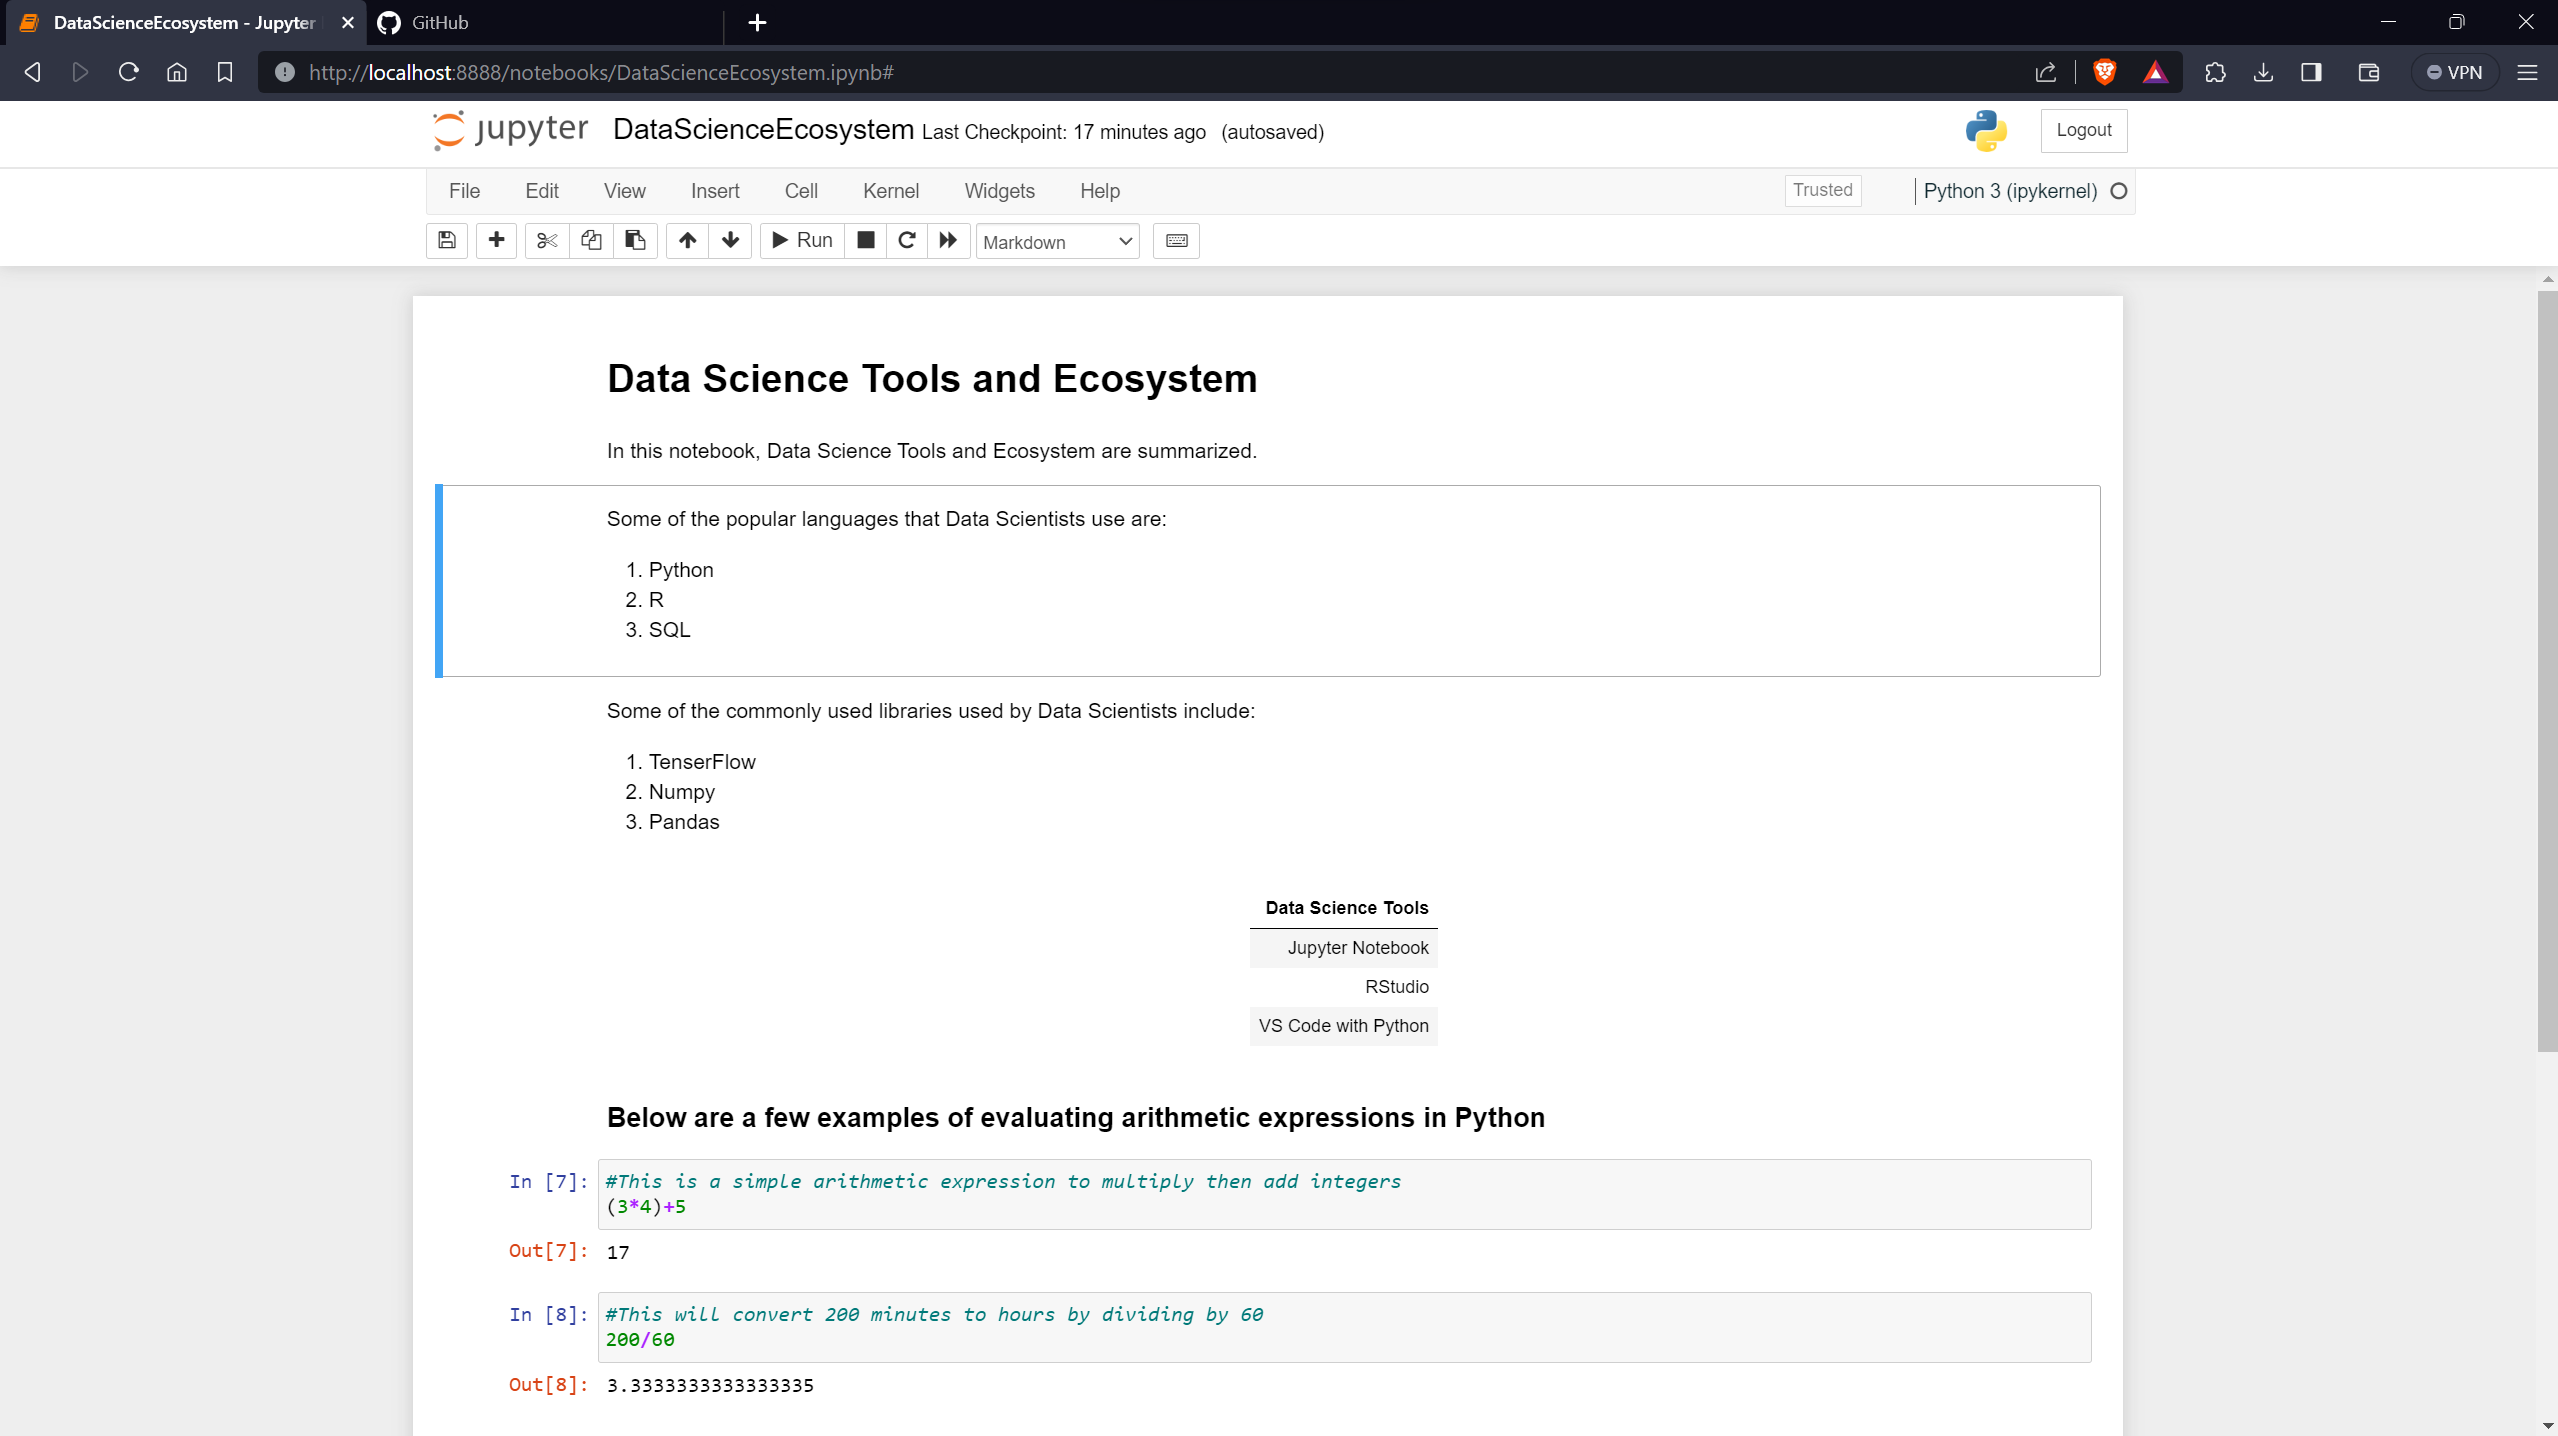 DataScienceEcosystem - Jupyter
GitHub
http://localhost:8888/notebooks/DataScienceEcosystem.ipynb#
VPN
jupyter DataScienceEcosystem Last Checkpoint: 17 minutes ago (autosaved)
Logout
File Edit View Insert Cell Kernel Widgets Help
Trusted
Python 3 (ipykernel)
Run
Markdown
Data Science Tools and Ecosystem
In this notebook, Data Science Tools and Ecosystem are summarized.
Some of the popular languages that Data Scientists use are:
1. Python
2. R
3. SQL
Some of the commonly used libraries used by Data Scientists include:
1. TenserFlow
2. Numpy
3. Pandas
Data Science Tools
Jupyter Notebook
RStudio
VS Code with Python
Below are a few examples of evaluating arithmetic expressions in Python
In [7]: #This is a simple arithmetic expression to multiply then add integers
(3*4)+5
Out[7]: 17
In [8]: #This will convert 200 minutes to hours by dividing by 60
200/60
Out[8]: 3.3333333333333335